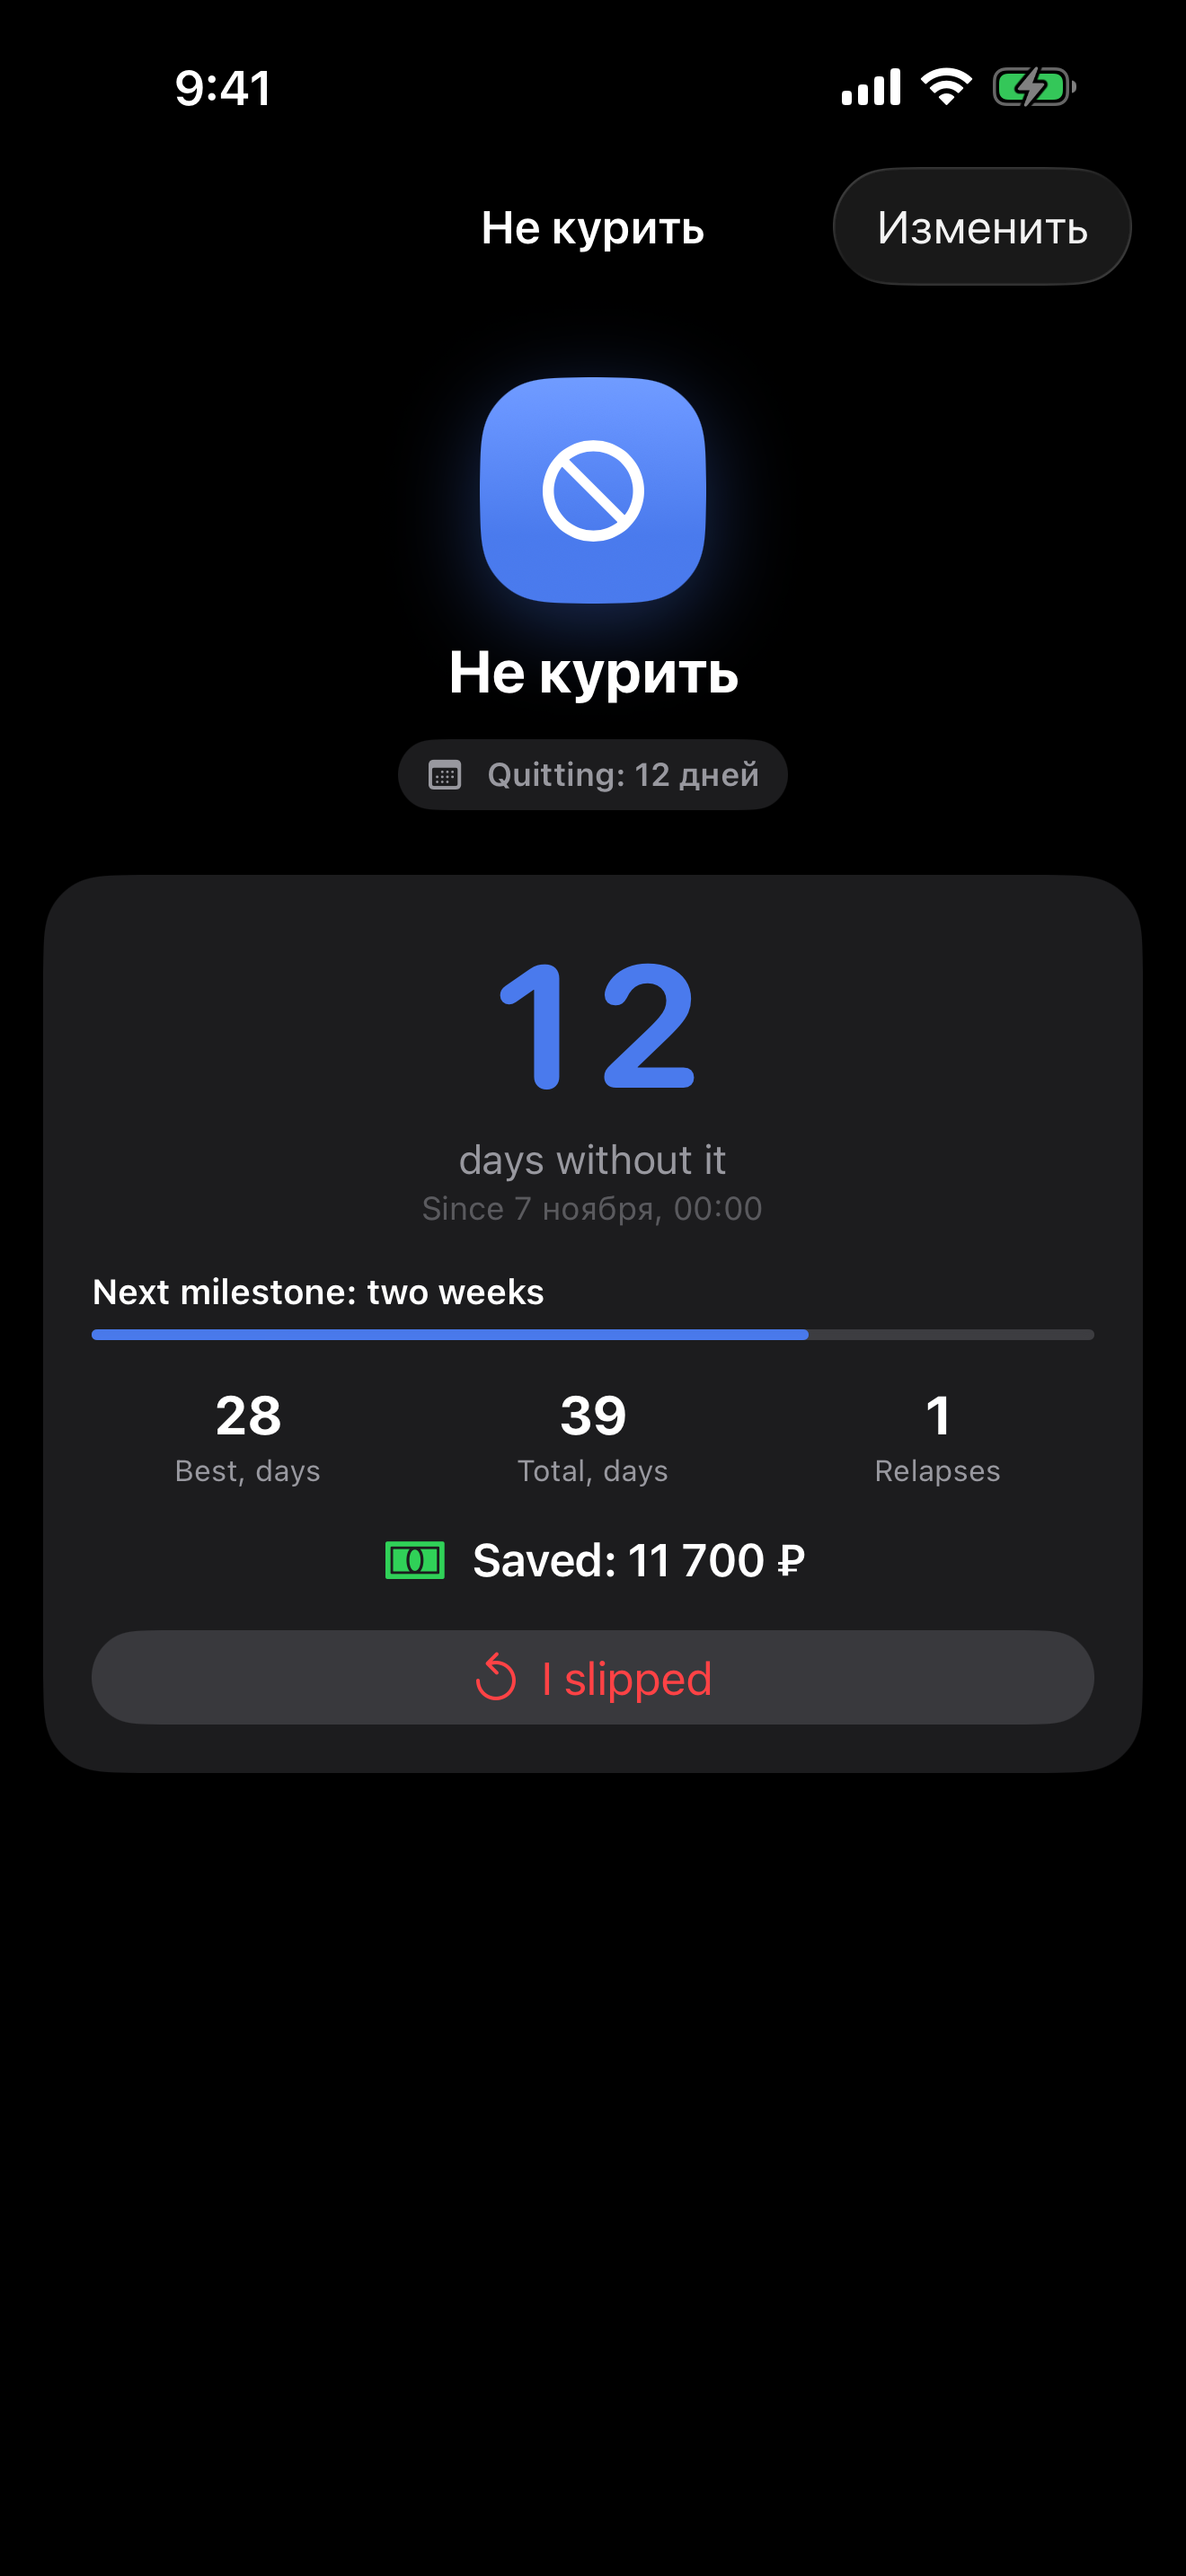 9:41
Не курить
Изменить
Не курить
Quitting: 12 дней
12
days without it
Since 7 ноября, 00:00
Next milestone: two weeks
28
39
1
Best, days
Total, days
Relapses
Saved: 11 700 ₽
I slipped